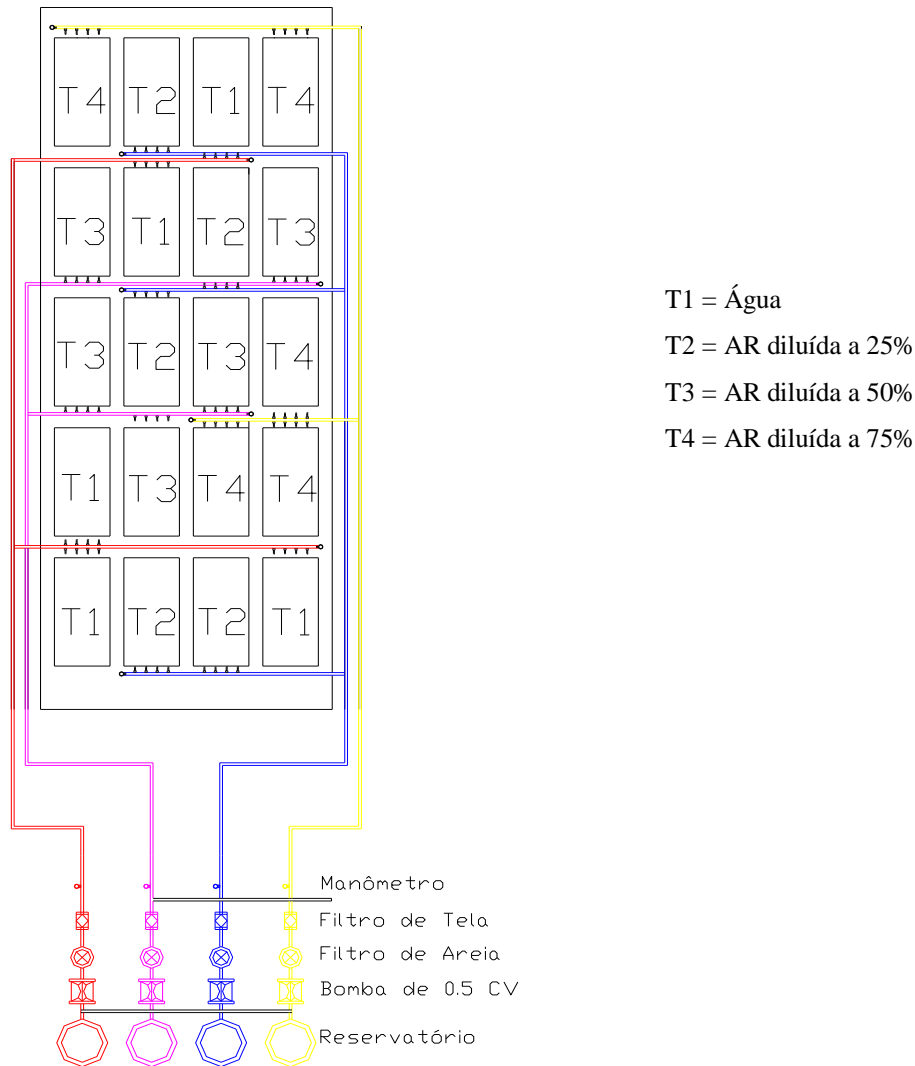 T4 T2 T1 T4
T3 T1 T2 T3
T3 T2 T3 T4
T1 T3 T4 T4
T1 T2 T2 T1
T1 = Água
T2 = AR diluída a 25%
T3 = AR diluída a 50%
T4 = AR diluída a 75%
Manômetro
Filtro de Tela
Filtro de Areia
Bomba de 0.5 CV
Reservatório